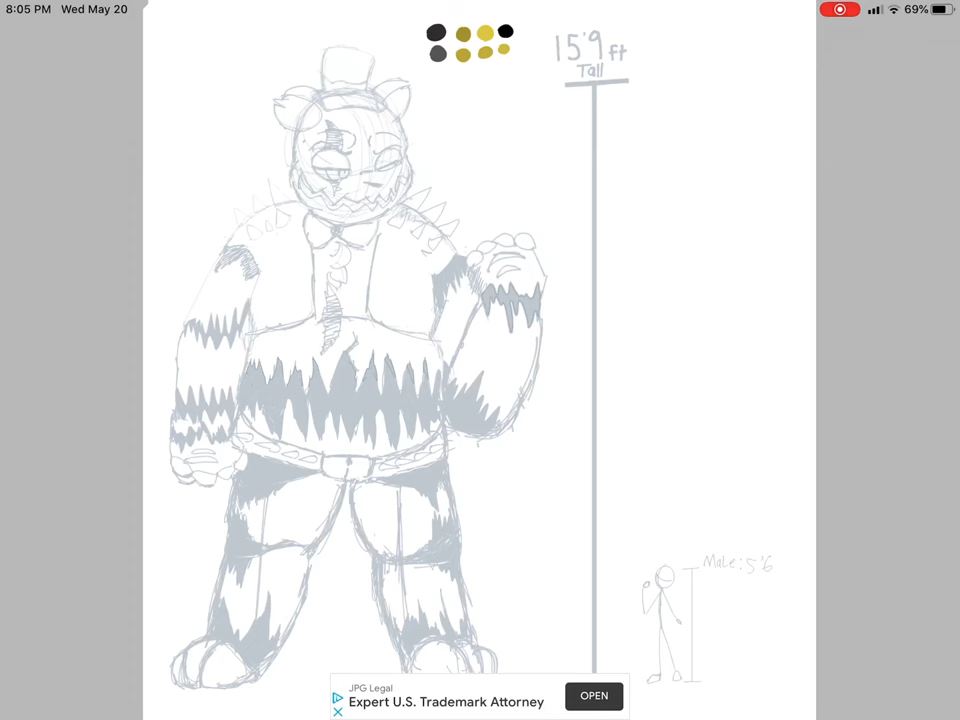 8:05 PM Wed May 20
69%
15'9 ft
Tall
Male: 5'6
JPG Legal
Expert U.S. Trademark Attorney
OPEN